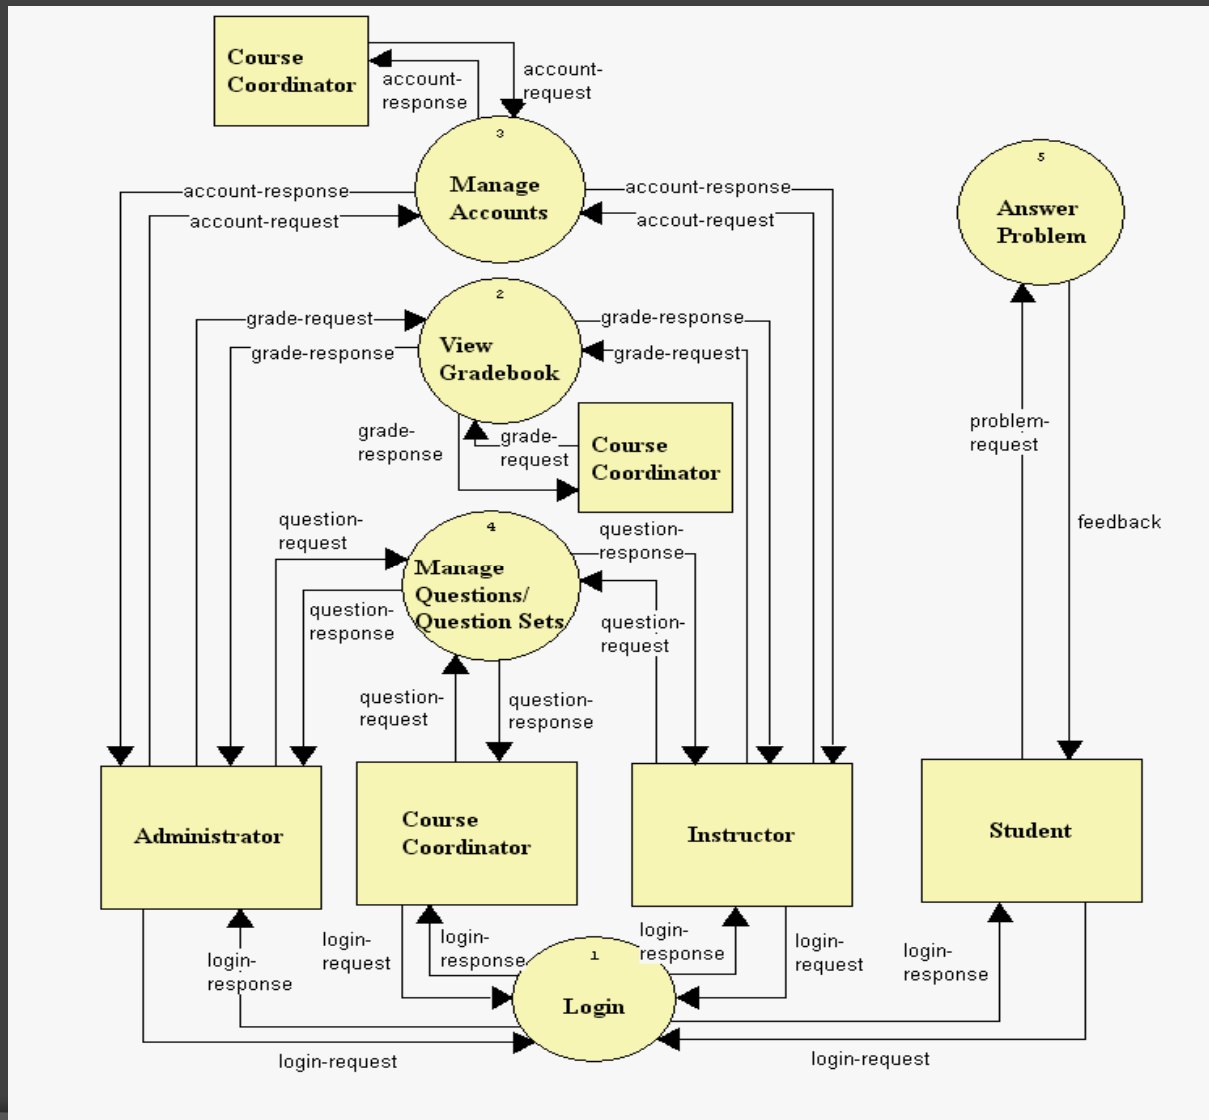 Course
Coordinator
account-
response
account-
request
3
Manage
Accounts
account-response
account-request
account-response
accout-request
5
Answer
Problem
2
View
Gradebook
grade-request
grade-response
grade-response
grade-request
grade-
response
grade-
request
Course
Coordinator
problem-
request
feedback
question-
request
4
Manage
Questions/
Question Sets
question-
response
question-
response
question-
request
question-
request
question-
response
Administrator
Course
Coordinator
Instructor
Student
login-
response
login-
request
login-
response
1
Login
login-
response
login-
request
login-
response
login-request
login-request